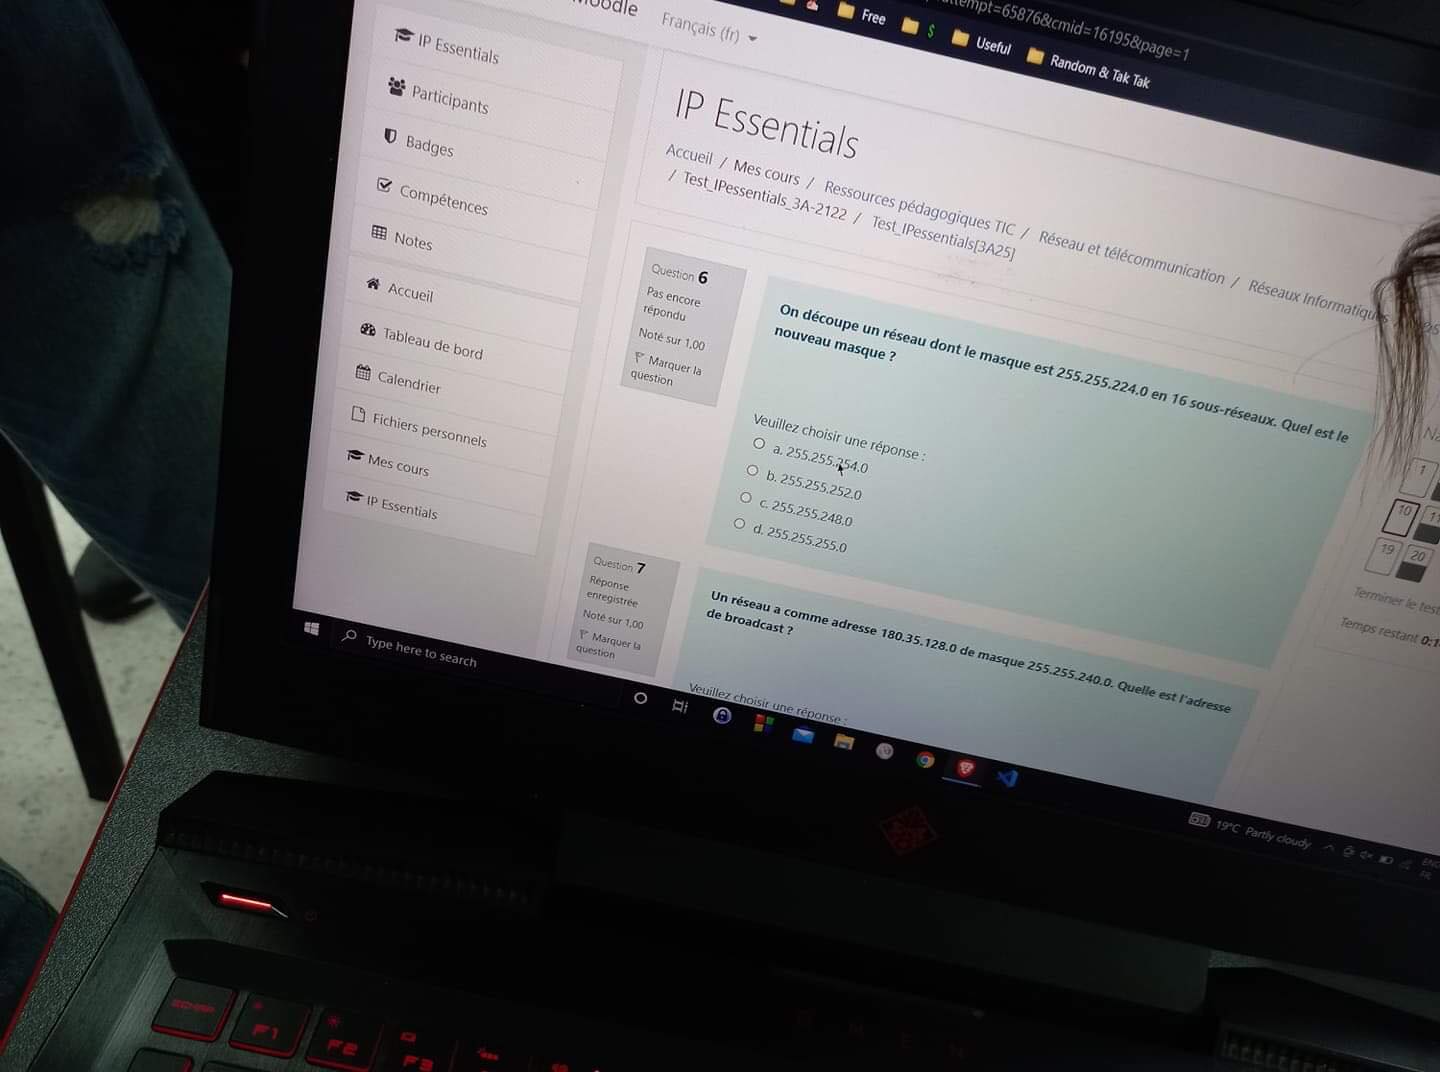 attempt=65876&cmid=16195&page=1
Free
$
Useful
Random & Tak Tak
Moodle
Français (fr)
IP Essentials
Participants
Badges
Compétences
Notes
Accueil
Tableau de bord
Calendrier
Fichiers personnels
Mes cours
IP Essentials
IP Essentials
Accueil / Mes cours / Ressources pédagogiques TIC / Réseau et télécommunication / Réseaux Informatiques
/ Test_IPessentials_3A-2122 / Test_IPessentials[3A25]
Question 6
Pas encore
répondu
Noté sur 1,00
Marquer la
question
On découpe un réseau dont le masque est 255.255.224.0 en 16 sous-réseaux. Quel est le
nouveau masque ?
Veuillez choisir une réponse :
a. 255.255.254.0
b. 255.255.252.0
c. 255.255.248.0
d. 255.255.255.0
Question 7
Réponse
enregistrée
Noté sur 1,00
Marquer la
question
Un réseau a comme adresse 180.35.128.0 de masque 255.255.240.0. Quelle est l'adresse
de broadcast ?
Veuillez choisir une réponse :
1
10
19 20
Terminer le test
Temps restant 0:1
Type here to search
19°C Partly cloudy
ENG
FR
F1
F2
F3